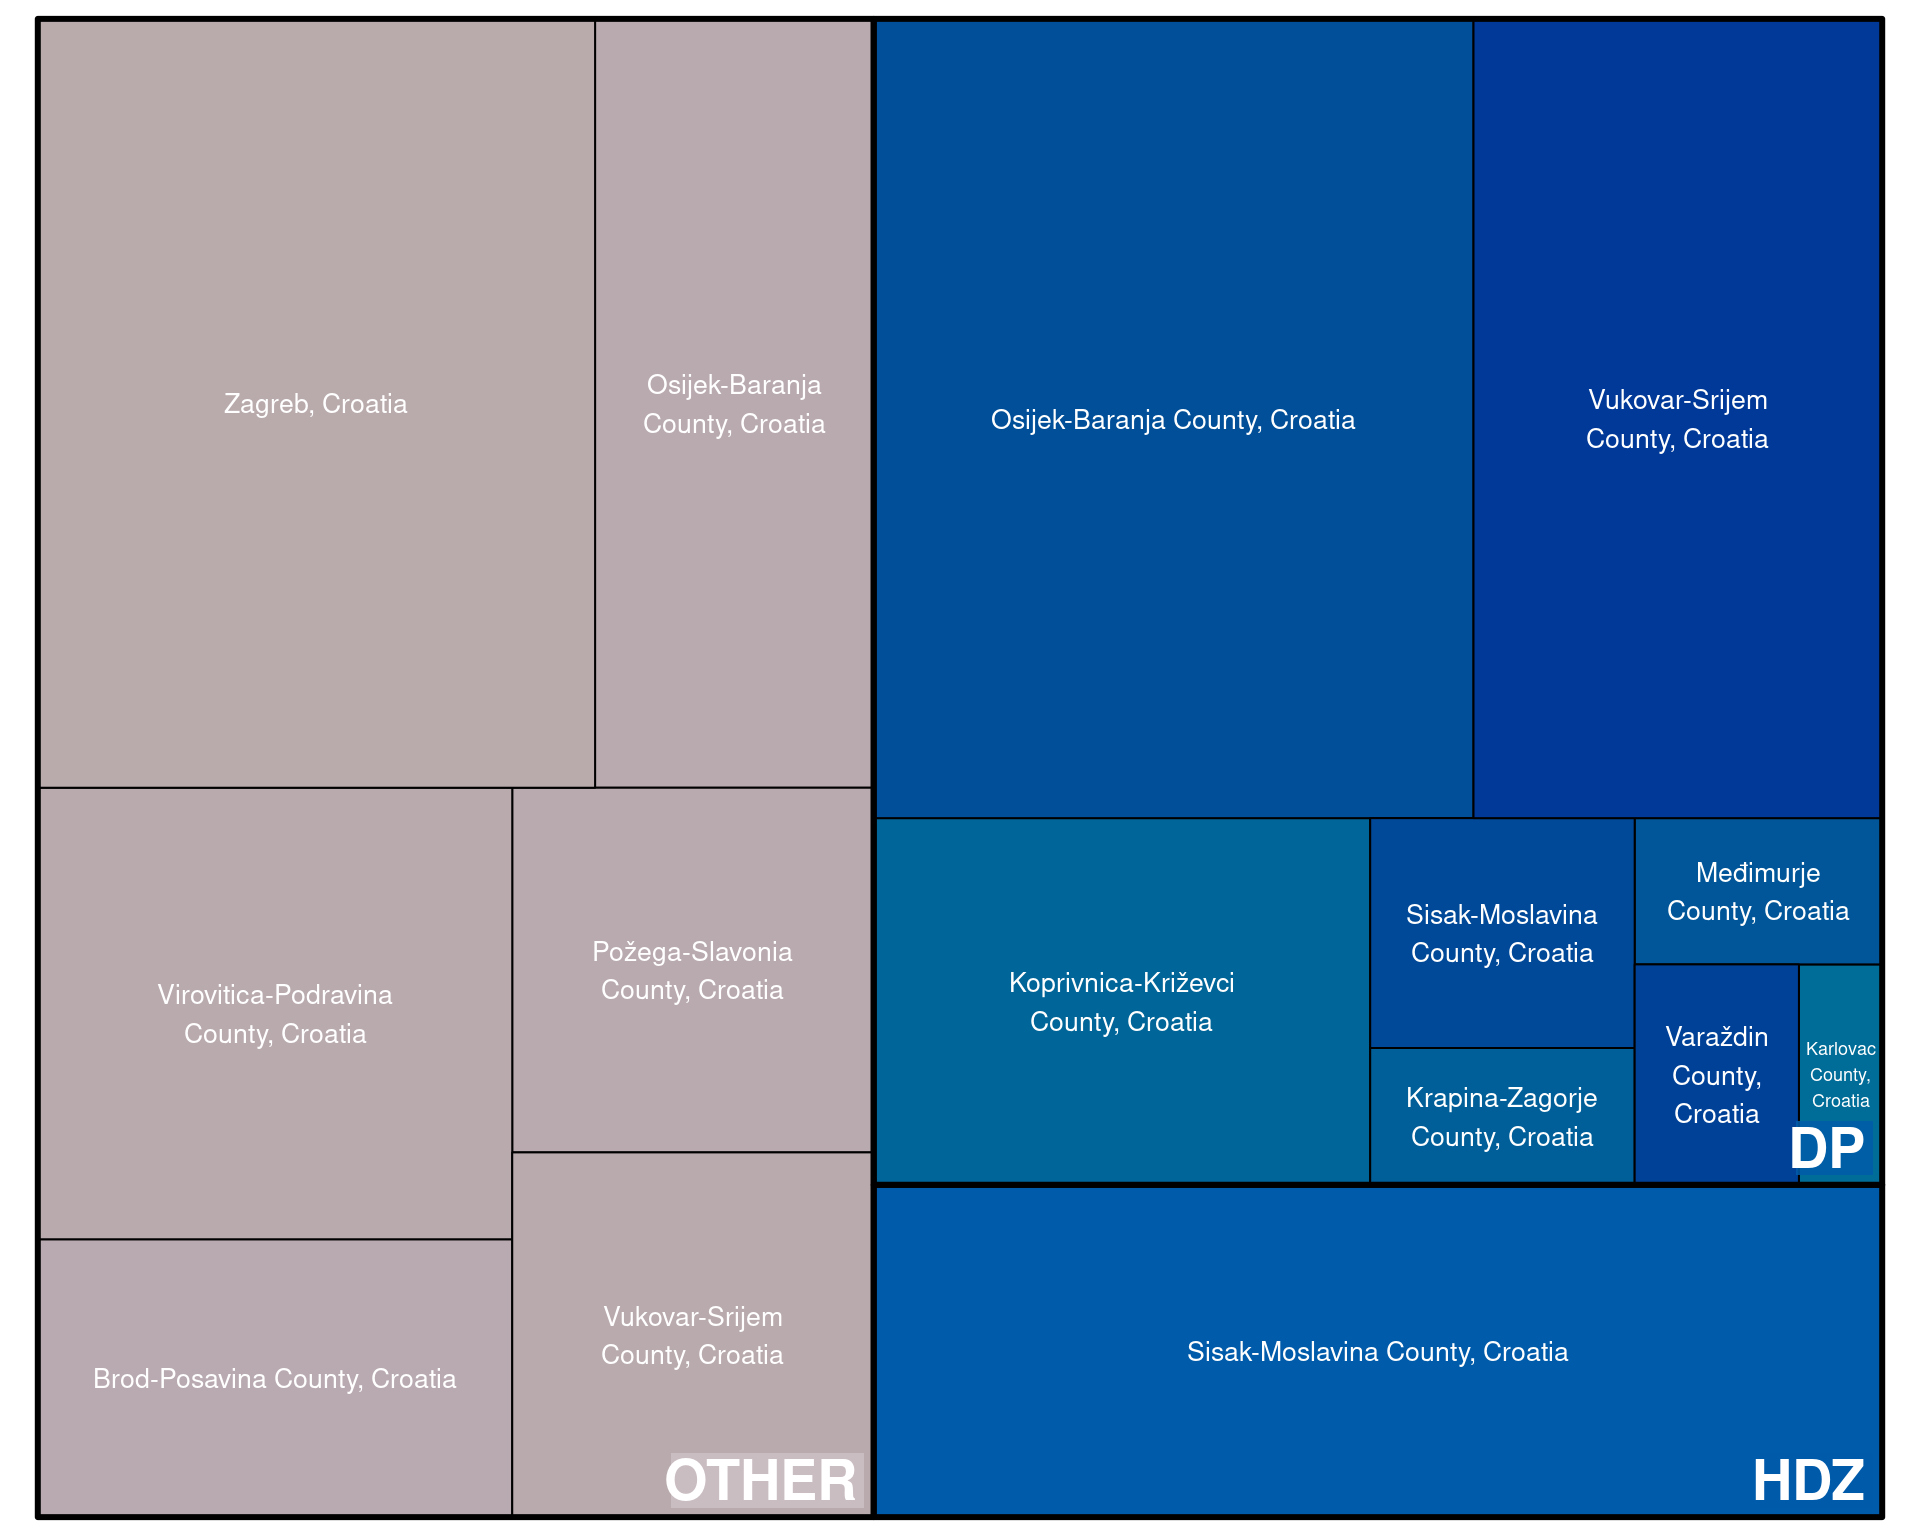 Zagreb, Croatia
Osijek-Baranja
County, Croatia
Virovitica-Podravina
County, Croatia
Požega-Slavonia
County, Croatia
Brod-Posavina County, Croatia
Vukovar-Srijem
County, Croatia
OTHER
Osijek-Baranja County, Croatia
Vukovar-Srijem
County, Croatia
Koprivnica-Križevci
County, Croatia
Sisak-Moslavina
County, Croatia
Krapina-Zagorje
County, Croatia
Međimurje
County, Croatia
Varaždin
County,
Croatia
Karlovac
County,
Croatia
DP
Sisak-Moslavina County, Croatia
HDZ